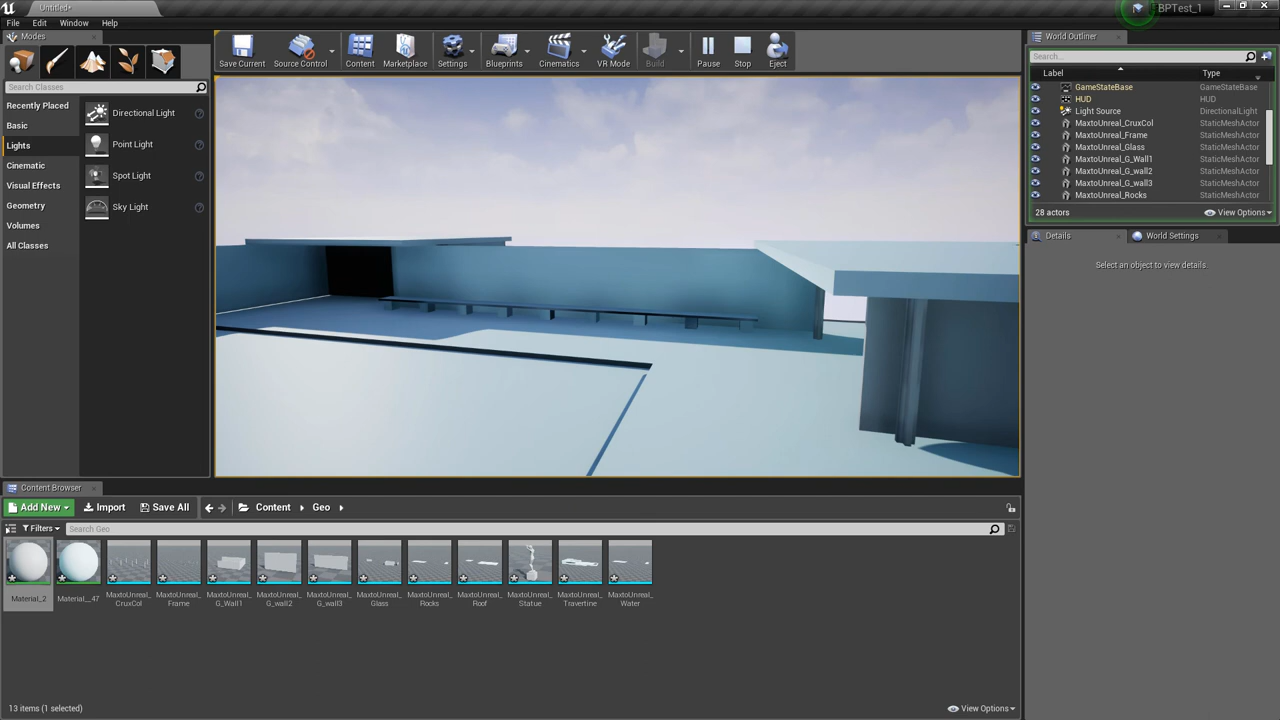 Untitled*
BPTest_1
File Edit Window Help
Modes
Search Classes
Recently Placed
Basic
Lights
Cinematic
Visual Effects
Geometry
Volumes
All Classes
Directional Light
Point Light
Spot Light
Sky Light
Save Current Source Control Content Marketplace Settings Blueprints Cinematics VR Mode Build Pause Stop Eject
World Outliner
Search...
Label Type
GameStateBase GameStateBase
HUD HUD
Light Source DirectionalLight
MaxtoUnreal_CruxCol StaticMeshActor
MaxtoUnreal_Frame StaticMeshActor
MaxtoUnreal_Glass StaticMeshActor
MaxtoUnreal_G_Wall1 StaticMeshActor
MaxtoUnreal_G_wall2 StaticMeshActor
MaxtoUnreal_G_wall3 StaticMeshActor
MaxtoUnreal_Rocks StaticMeshActor
28 actors View Options
Details World Settings
Select an object to view details.
Content Browser
Add New Import Save All Content Geo
Filters Search Geo
Material_2
Material__47
MaxtoUnreal_
CruxCol
MaxtoUnreal_
Frame
MaxtoUnreal_
G_Wall1
MaxtoUnreal_
G_wall2
MaxtoUnreal_
G_wall3
MaxtoUnreal_
Glass
MaxtoUnreal_
Rocks
MaxtoUnreal_
Roof
MaxtoUnreal_
Statue
MaxtoUnreal_
Travertine
MaxtoUnreal_
Water
13 items (1 selected) View Options